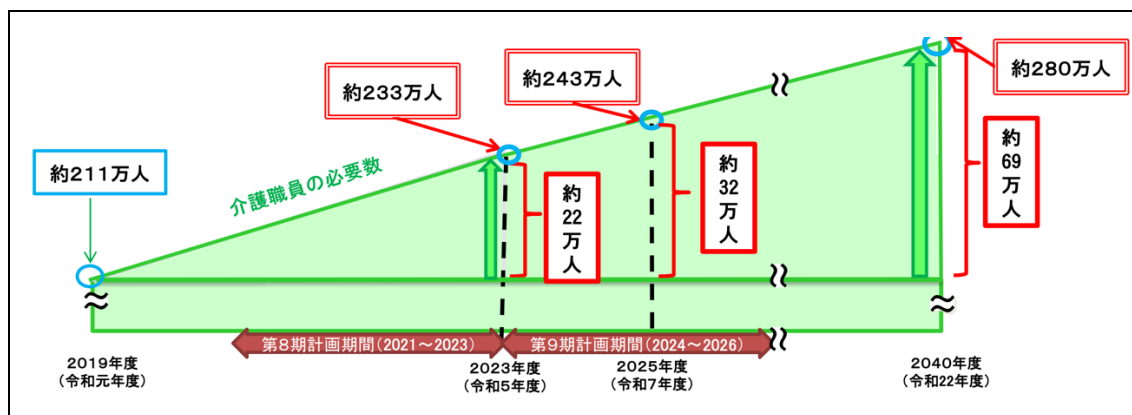 約280万人
約243万人
約233万人
約211万人
介護職員の必要数
約
22
万
人
約
32
万
人
約
69
万
人
第8期計画期間(2021～2023)
第9期計画期間(2024～2026)
2019年度
(令和元年度)
2023年度
(令和5年度)
2025年度
(令和7年度)
2040年度
(令和22年度)